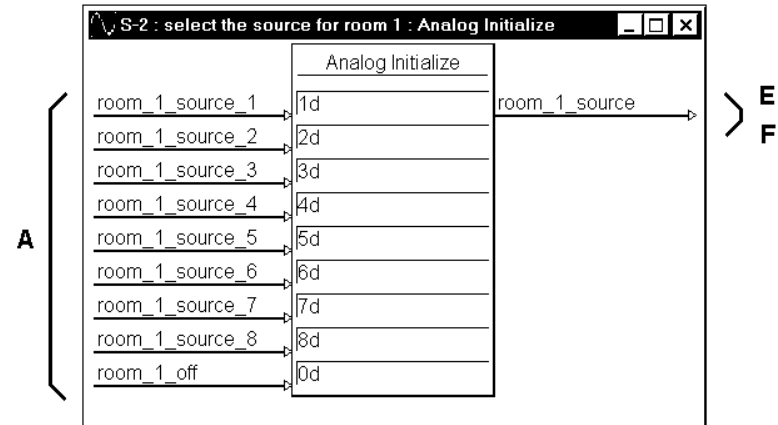 S-2 : select the source for room 1 : Analog Initialize
Analog Initialize
room_1_source_1 1d room_1_source E
room_1_source_2 2d F
room_1_source_3 3d
room_1_source_4 4d
A room_1_source_5 5d
room_1_source_6 6d
room_1_source_7 7d
room_1_source_8 8d
room_1_off 0d